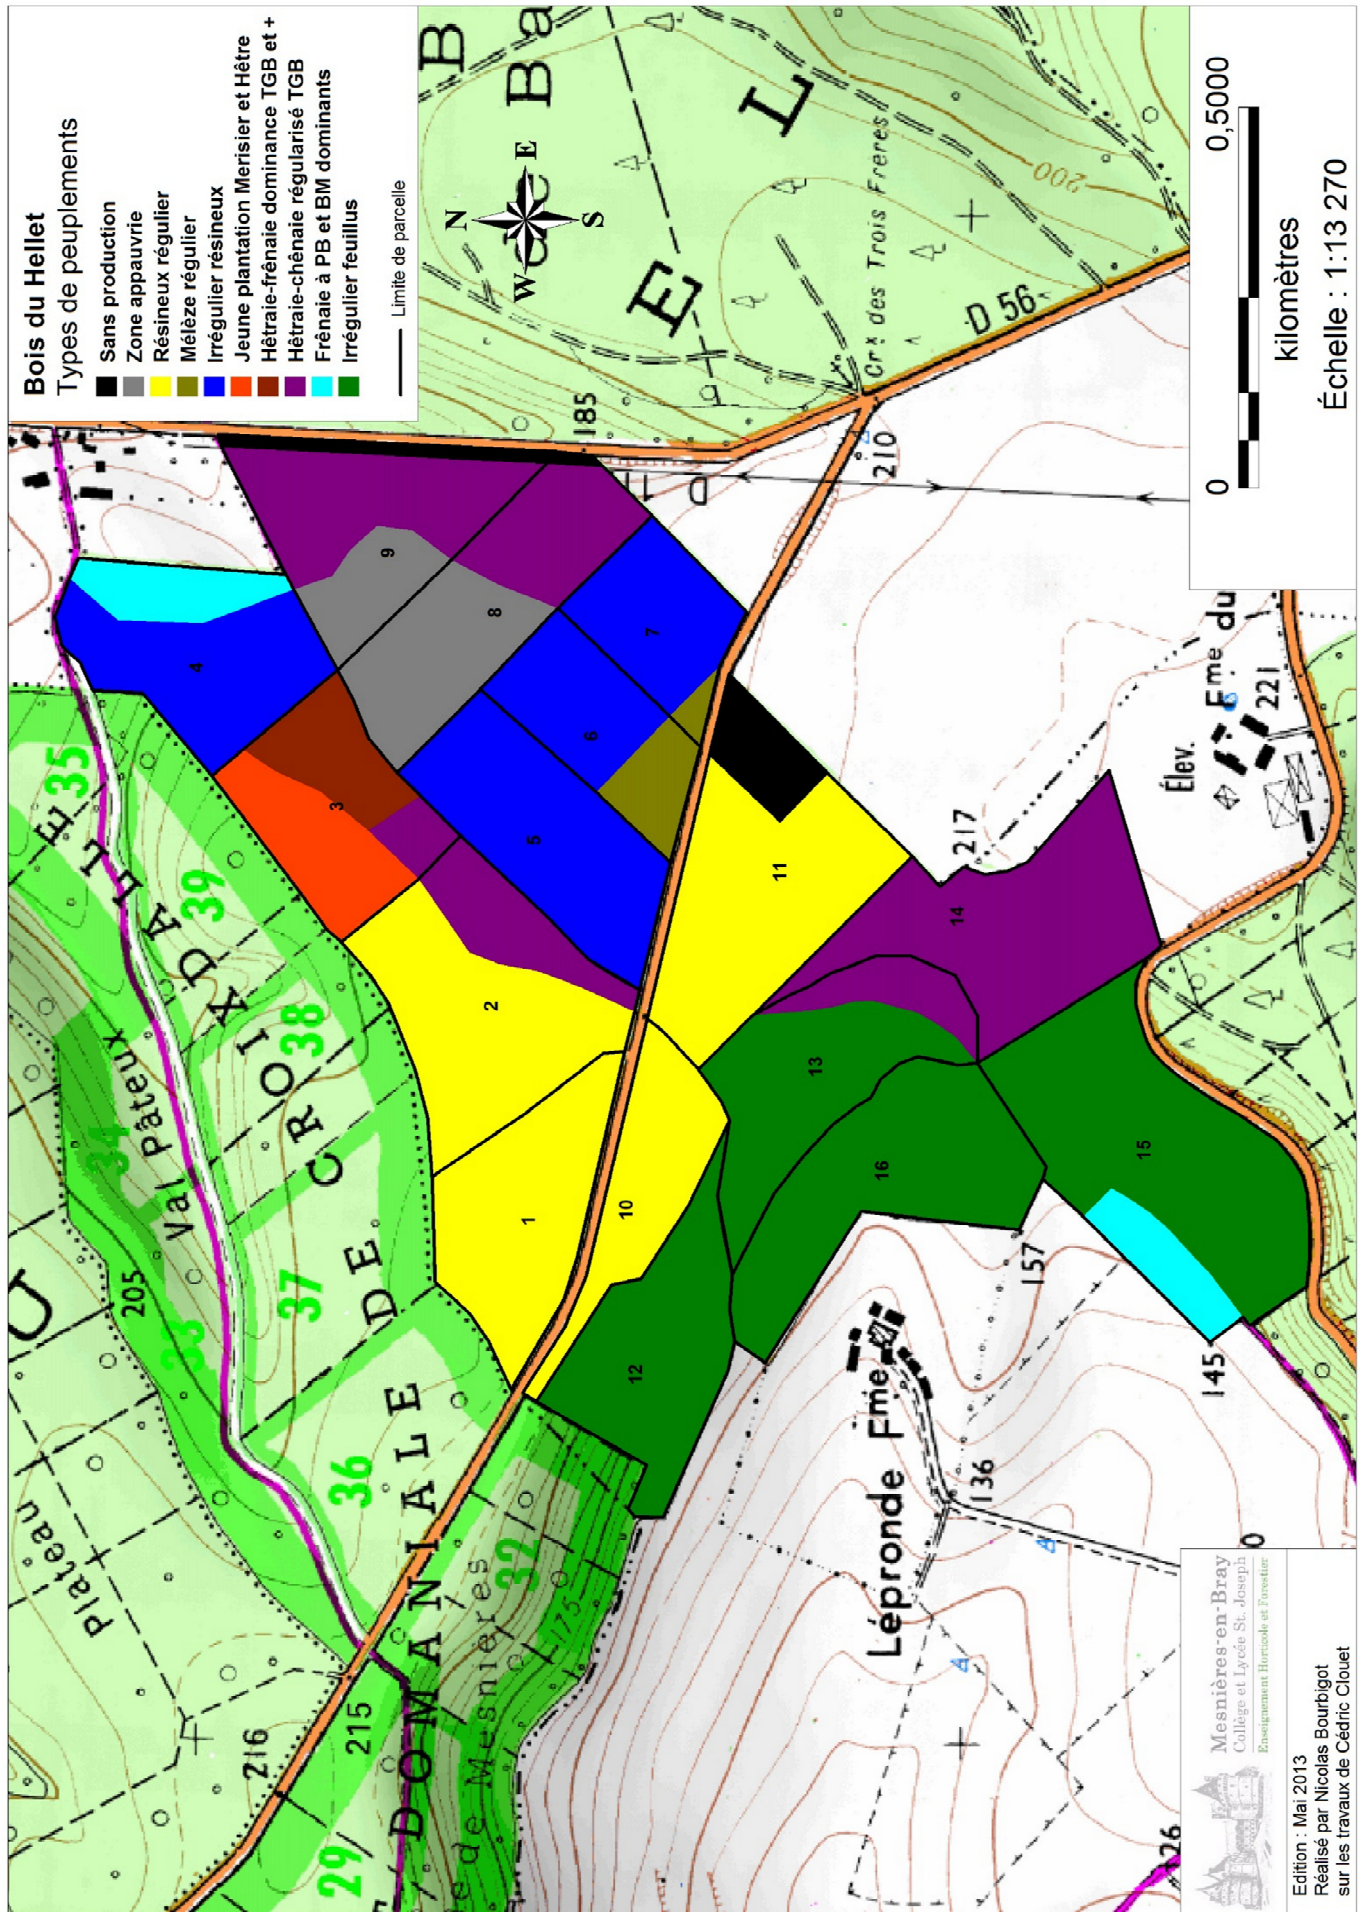 Bois du Hellet
Types de peuplements
Sans production
Zone appauvrie
Résineux régulier
Mélèze régulier
Irrégulier résineux
Jeune plantation Merisier et Hêtre
Hêtraie-frênaie dominance TGB et +
Hêtraie-chênaie régularisé TGB
Frênaie à PB et BM dominants
Irrégulier feuillus
Limite de parcelle
B
B a
N
W E
S
E
L
Crx des Trois Freres
D 56
200
185
210
D
0 0,5000
kilomètres
Échelle : 1:13 270
35
39
38
37
36
34
33
32
29
Val Pâteux
Plateau
205
216
215
175
DOMANIALE
DE CROIXDALLE
de Mesnières
1
2
3
4
5
6
7
8
9
10
11
12
13
14
15
16
217
Élev.
Fme du
221
157
145
136
126
Lépronde Fme
Mesnières-en-Bray
Collège et Lycée St. Joseph
Enseignement Horticole et Forestier
Edition : Mai 2013
Réalisé par Nicolas Bourbigot
sur les travaux de Cédric Clouet